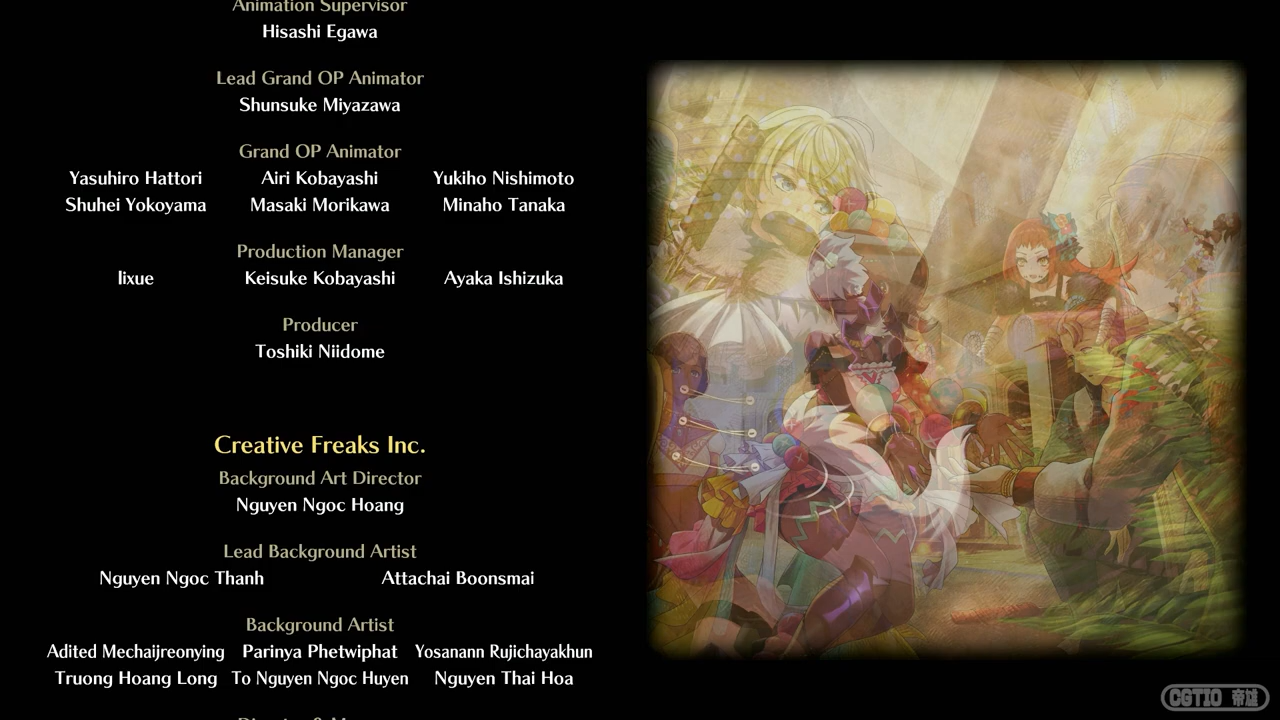 Animation Supervisor
Hisashi Egawa
Lead Grand OP Animator
Shunsuke Miyazawa
Grand OP Animator
Yasuhiro Hattori Airi Kobayashi Yukiho Nishimoto
Shuhei Yokoyama Masaki Morikawa Minaho Tanaka
Production Manager
lixue Keisuke Kobayashi Ayaka Ishizuka
Producer
Toshiki Niidome
Creative Freaks Inc.
Background Art Director
Nguyen Ngoc Hoang
Lead Background Artist
Nguyen Ngoc Thanh Attachai Boonsmai
Background Artist
Adited Mechaijreonying Parinya Phetwiphat Yosanann Rujichayakhun
Truong Hoang Long To Nguyen Ngoc Huyen Nguyen Thai Hoa
CGTIO 帝雄